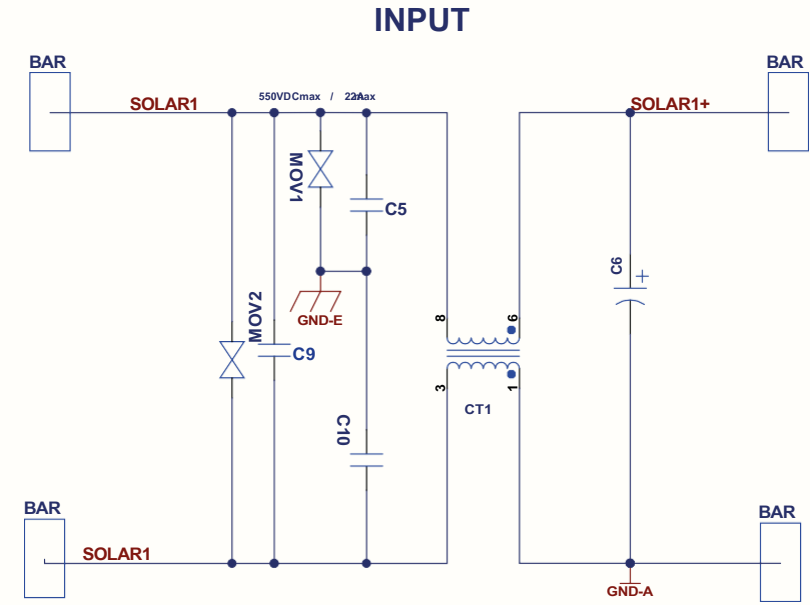 INPUT
BAR
BAR
SOLAR1
550VDCmax / 22Aax
SOLAR1+
MOV1
C5
C6
+
GND-E
MOV2
C9
8
6
3
1
CT1
C10
BAR
BAR
SOLAR1
GND-A